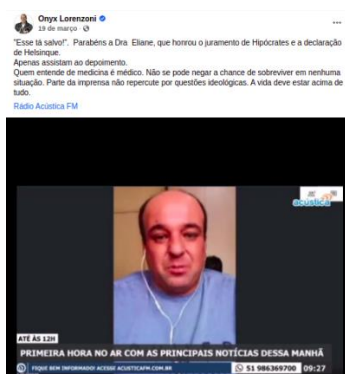 Onyx Lorenzoni
19 de março ·
"Esse tá salvo!". Parabéns a Dra Eliane, que honrou o juramento de Hipócrates e a declaração
de Helsinque.
Apenas assistam ao depoimento.
Quem entende de medicina é médico. Não se pode negar a chance de sobreviver em nenhuma
situação. Parte da imprensa não repercute por questões ideológicas. A vida deve estar acima de
tudo.
Rádio Acústica FM
acústica
ATÉ ÀS 12H
PRIMEIRA HORA NO AR COM AS PRINCIPAIS NOTÍCIAS DESSA MANHÃ
FIQUE BEM INFORMADO! ACESSE ACUSTICAFM.COM.BR
51 986369700
09:27